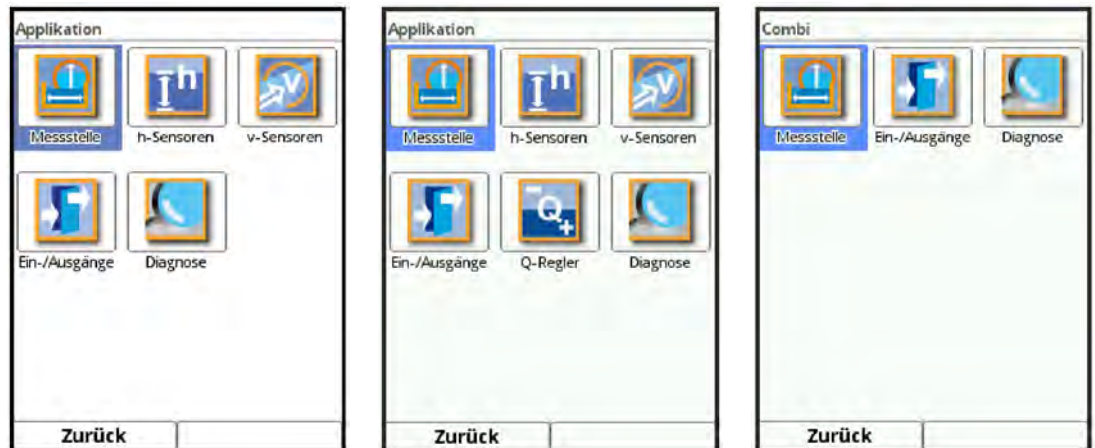 Applikation
Messstelle
h
h-Sensoren
v
v-Sensoren
Ein-/Ausgänge
Diagnose
Zurück
Applikation
Messstelle
h
h-Sensoren
v
v-Sensoren
Ein-/Ausgänge
Q
Q-Regler
Diagnose
Zurück
Combi
Messstelle
Ein-/Ausgänge
Diagnose
Zurück